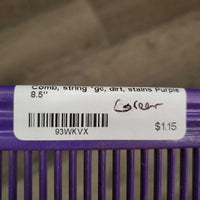 Comb, string *gc, dirt, stains Purple
8.5"
Green
93WKVX
$1.15